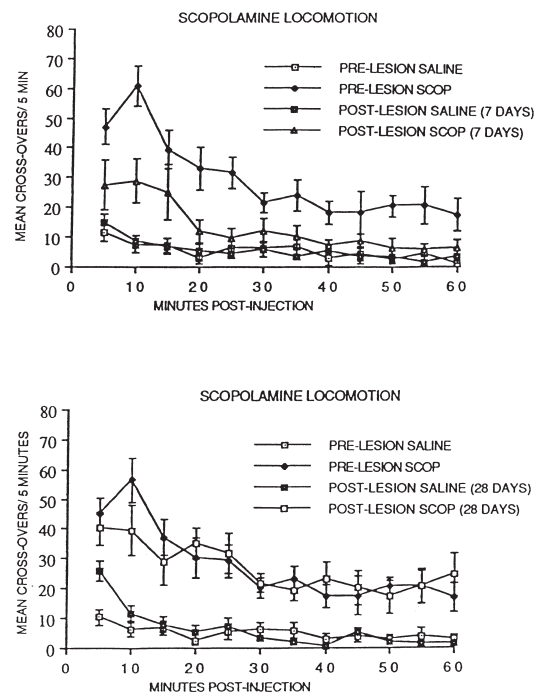 SCOPOLAMINE LOCOMOTION
80
70
60
50
40
30
20
10
0
MEAN CROSS-OVERS/ 5 MIN
PRE-LESION SALINE
PRE-LESION SCOP
POST-LESION SALINE (7 DAYS)
POST-LESION SCOP (7 DAYS)
0 10 20 30 40 50 60
MINUTES POST-INJECTION
SCOPOLAMINE LOCOMOTION
80
70
60
50
40
30
20
10
0
MEAN CROSS-OVERS/ 5 MINUTES
PRE-LESION SALINE
PRE-LESION SCOP
POST-LESION SALINE (28 DAYS)
POST-LESION SCOP (28 DAYS)
0 10 20 30 40 50 60
MINUTES POST-INJECTION